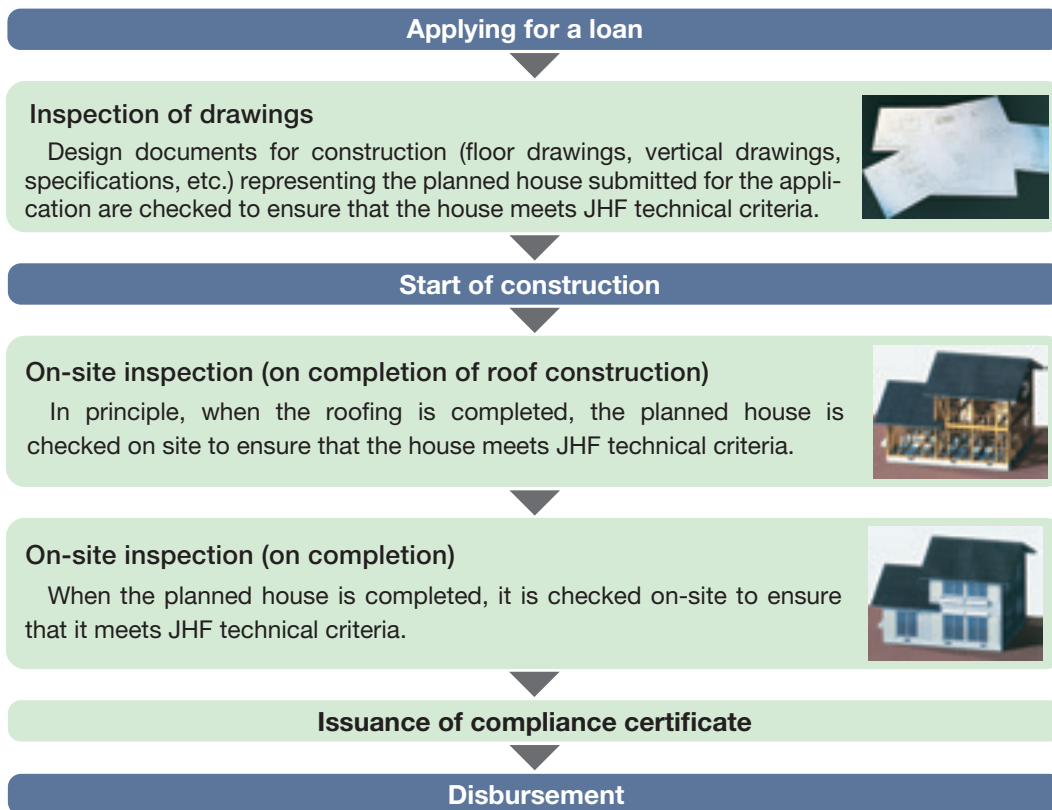 Applying for a loan
Inspection of drawings
Design documents for construction (floor drawings, vertical drawings,
specifications, etc.) representing the planned house submitted for the appli-
cation are checked to ensure that the house meets JHF technical criteria.
Start of construction
On-site inspection (on completion of roof construction)
In principle, when the roofing is completed, the planned house is
checked on site to ensure that the house meets JHF technical criteria.
On-site inspection (on completion)
When the planned house is completed, it is checked on-site to ensure
that it meets JHF technical criteria.
Issuance of compliance certificate
Disbursement